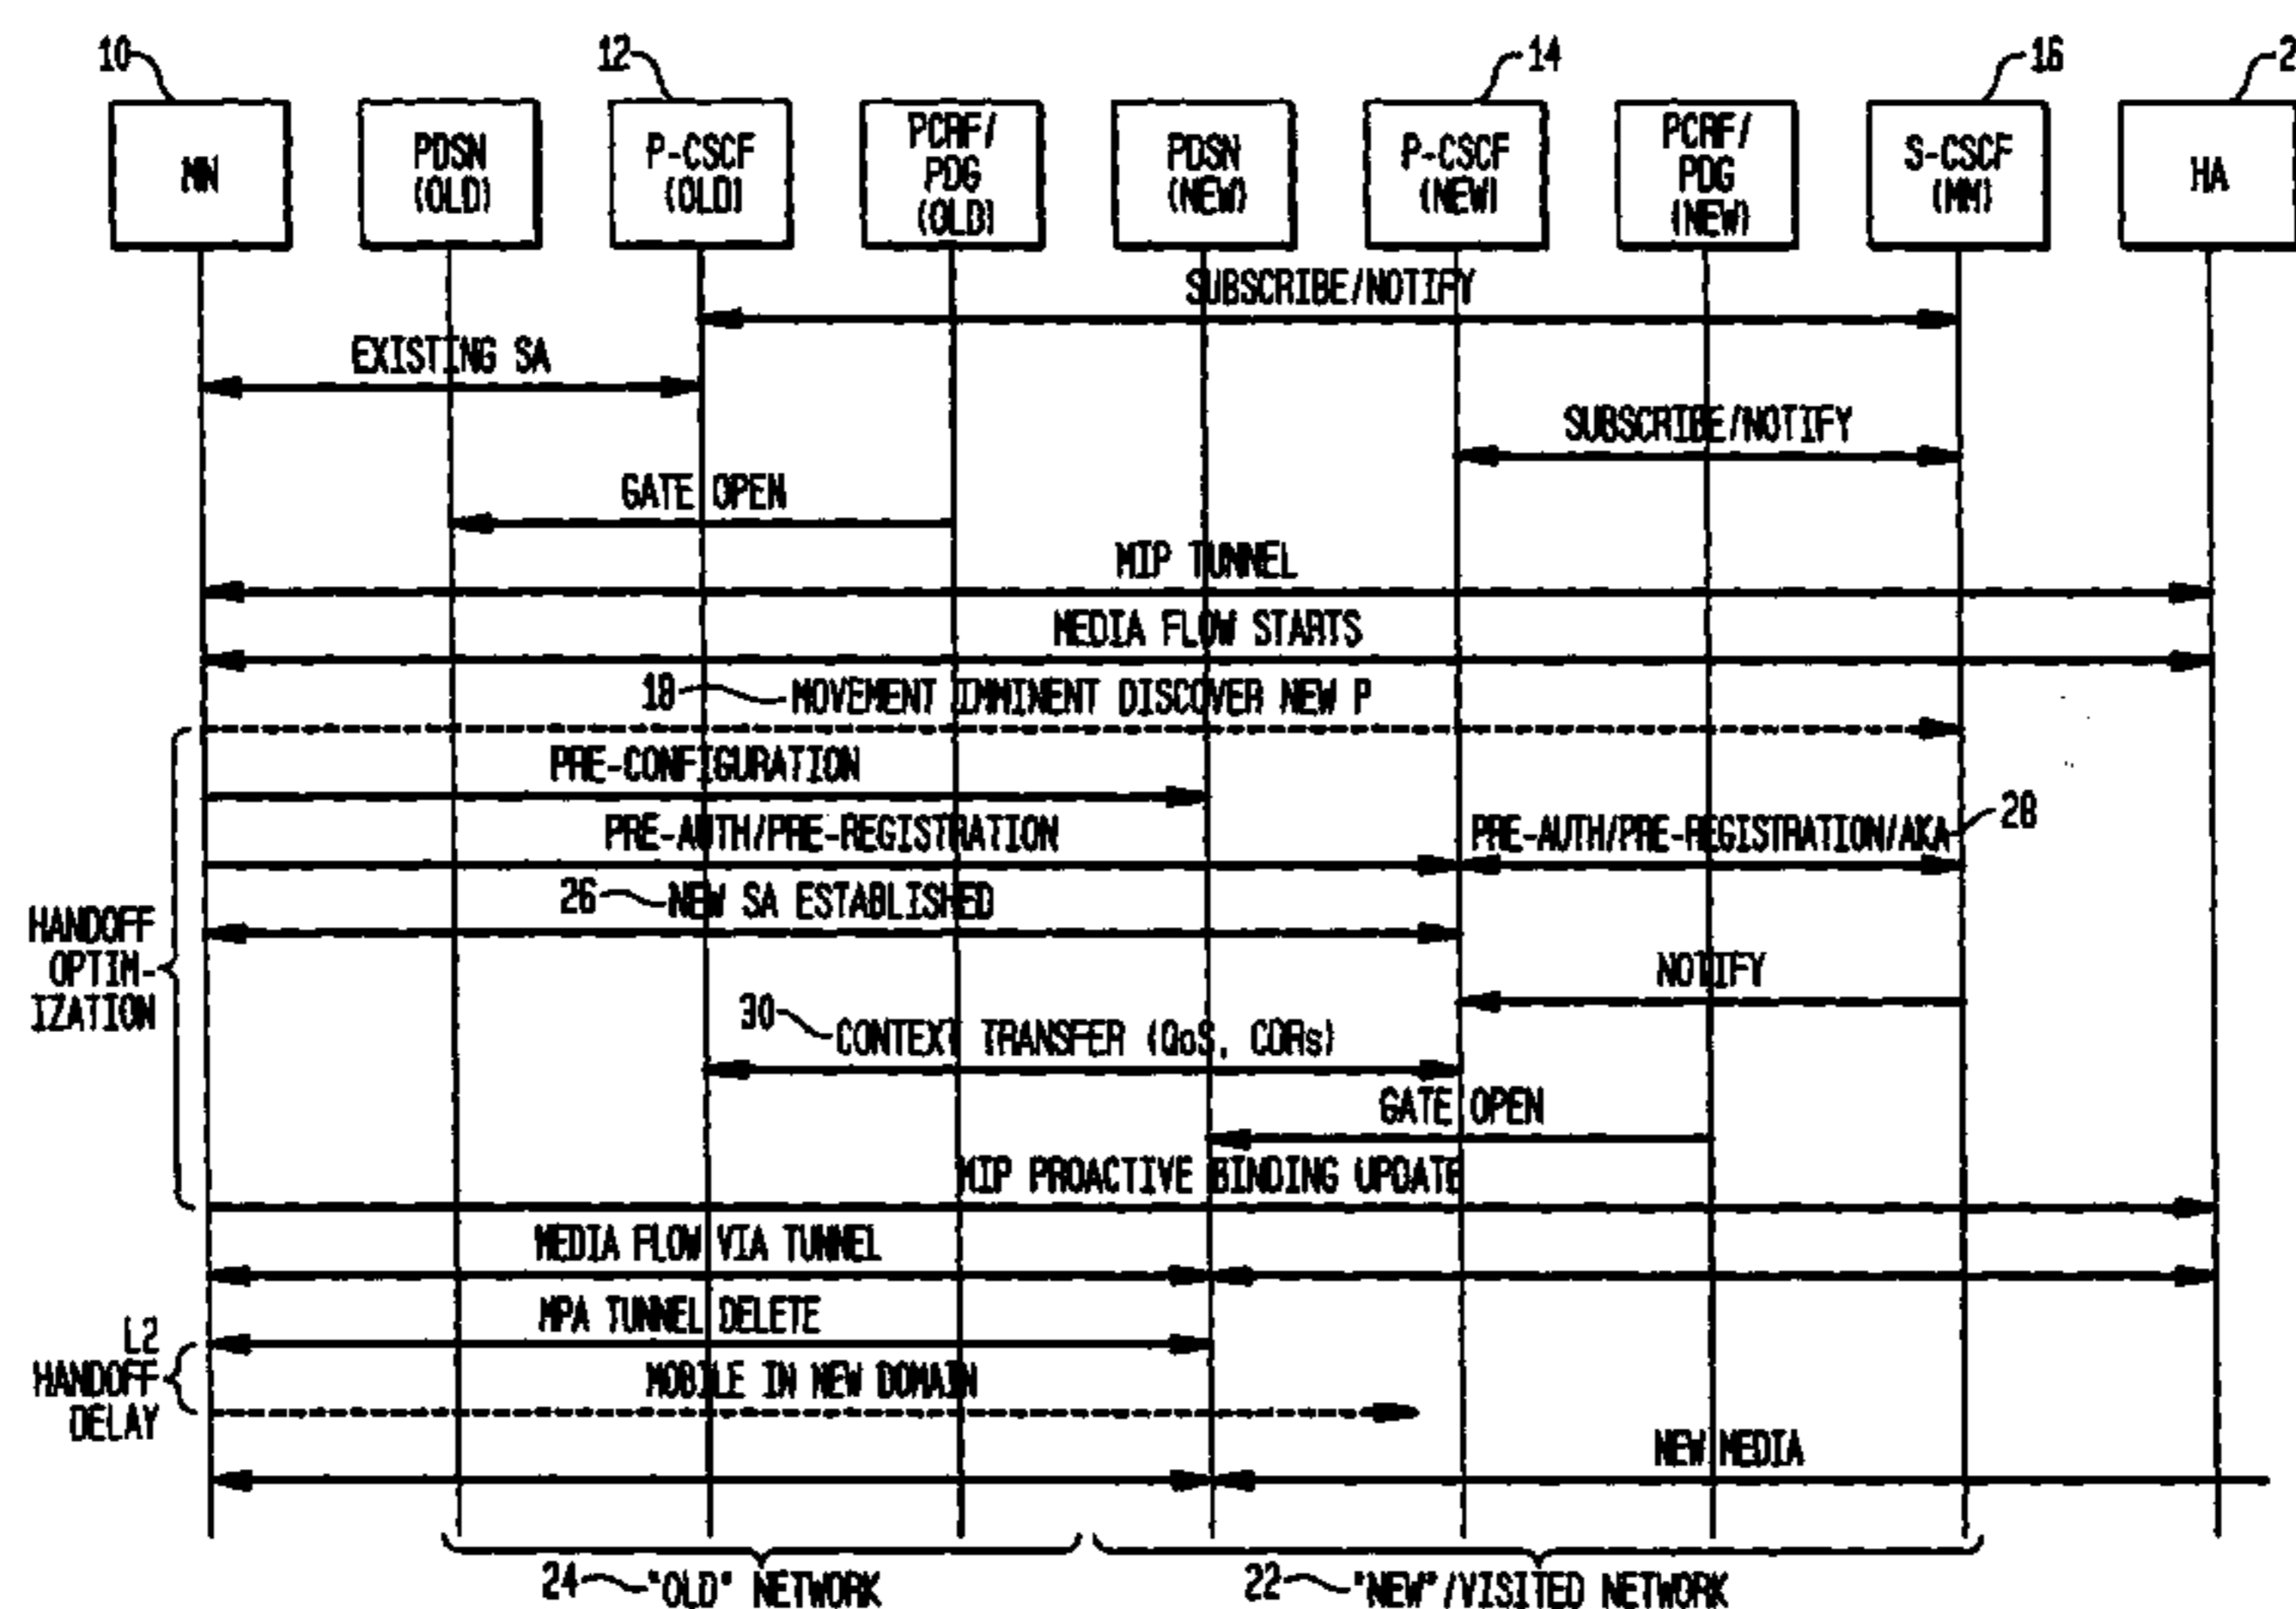 10
12
14
16
2
MN
PDSN
(OLD)
P-CSCF
(OLD)
PCRF/
PDG
(OLD)
PDSN
(NEW)
P-CSCF
(NEW)
PCRF/
PDG
(NEW)
S-CSCF
HA
SUBSCRIBE/NOTIFY
EXISTING SA
SUBSCRIBE/NOTIFY
GATE OPEN
MIP TUNNEL
MEDIA FLOW STARTS
18 MOVEMENT IMMINENT DISCOVER NEW P
PRE-CONFIGURATION
PRE-AUTH/PRE-REGISTRATION
PRE-AUTH/PRE-REGISTRATION/AKA 28
26 NEW SA ESTABLISHED
HANDOFF
OPTIM-
IZATION
NOTIFY
30 CONTEXT TRANSFER (QoS, CDRs)
GATE OPEN
MIP PROACTIVE BINDING UPDATE
MEDIA FLOW VIA TUNNEL
MPA TUNNEL DELETE
L2
HANDOFF
DELAY
MOBILE IN NEW DOMAIN
NEW MEDIA
24 "OLD" NETWORK
22 "NEW"/VISITED NETWORK